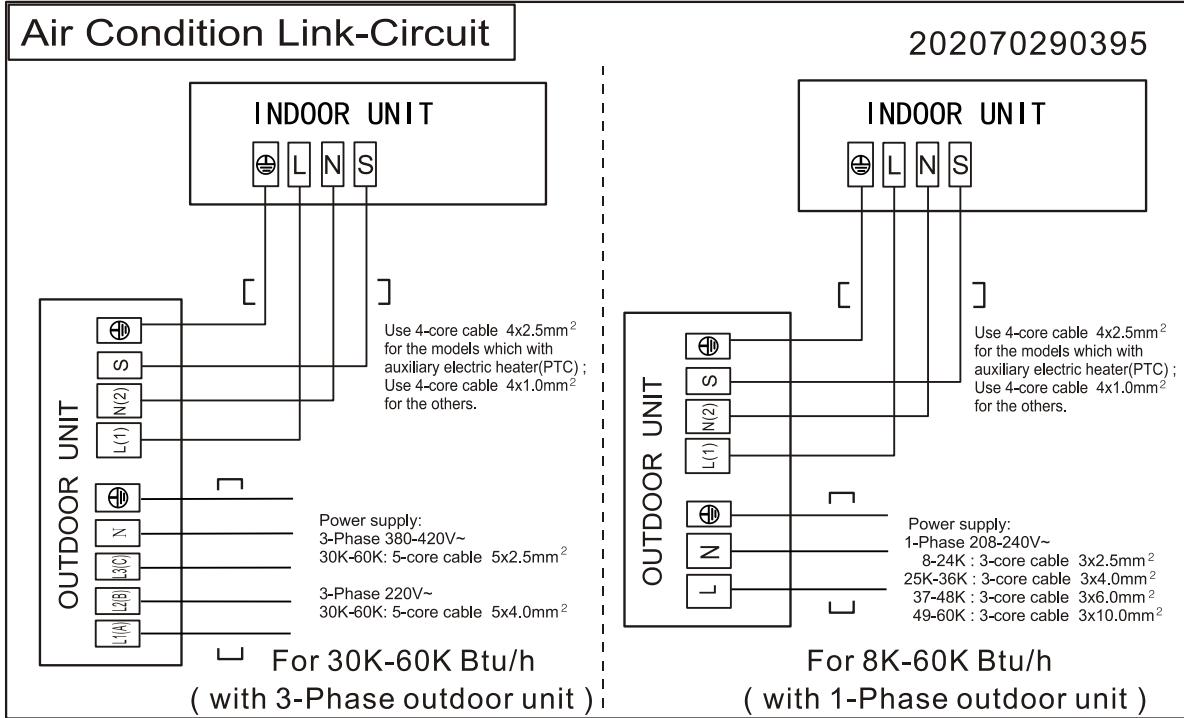 Air Condition Link-Circuit
202070290395
INDOOR UNIT
L N S
Use 4-core cable 4x2.5mm²
for the models which with
auxiliary electric heater(PTC) ;
Use 4-core cable 4x1.0mm²
for the others.
OUTDOOR UNIT
S
N(2)
L(1)
N
L3(C)
L2(B)
L1(A)
Power supply:
3-Phase 380-420V~
30K-60K: 5-core cable 5x2.5mm²
3-Phase 220V~
30K-60K: 5-core cable 5x4.0mm²
For 30K-60K Btu/h
( with 3-Phase outdoor unit )
INDOOR UNIT
L N S
Use 4-core cable 4x2.5mm²
for the models which with
auxiliary electric heater(PTC) ;
Use 4-core cable 4x1.0mm²
for the others.
OUTDOOR UNIT
S
N(2)
L(1)
N
L
Power supply:
1-Phase 208-240V~
8-24K : 3-core cable 3x2.5mm²
25K-36K : 3-core cable 3x4.0mm²
37-48K : 3-core cable 3x6.0mm²
49-60K : 3-core cable 3x10.0mm²
For 8K-60K Btu/h
( with 1-Phase outdoor unit )